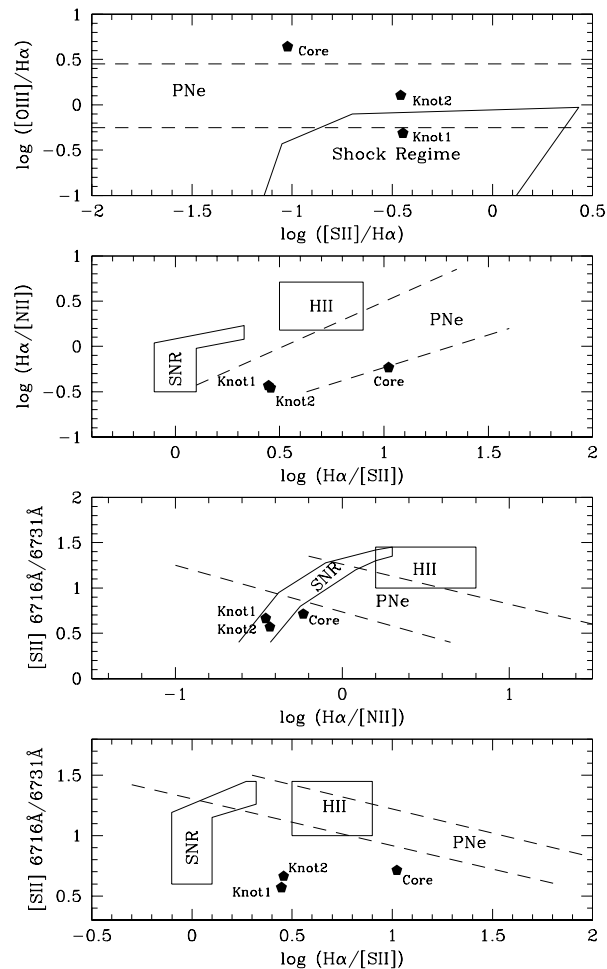 log ([OIII]/Hα)
1
0.5
0
−0.5
−1
Core
PNe
Knot2
Knot1
Shock Regime
−2
−1.5
−1
−0.5
0
0.5
log ([SII]/Hα)
log (Hα/[NII])
1
0.5
0
−0.5
−1
HII
PNe
SNR
Knot1
Knot2
Core
0
0.5
1
1.5
2
log (Hα/[SII])
[SII] 6716Å/6731Å
2
1.5
1
0.5
0
SNR
HII
PNe
Knot1
Knot2
Core
−1
0
1
log (Hα/[NII])
[SII] 6716Å/6731Å
1.5
1
0.5
SNR
HII
PNe
Knot2
Knot1
Core
−0.5
0
0.5
1
1.5
2
log (Hα/[SII])